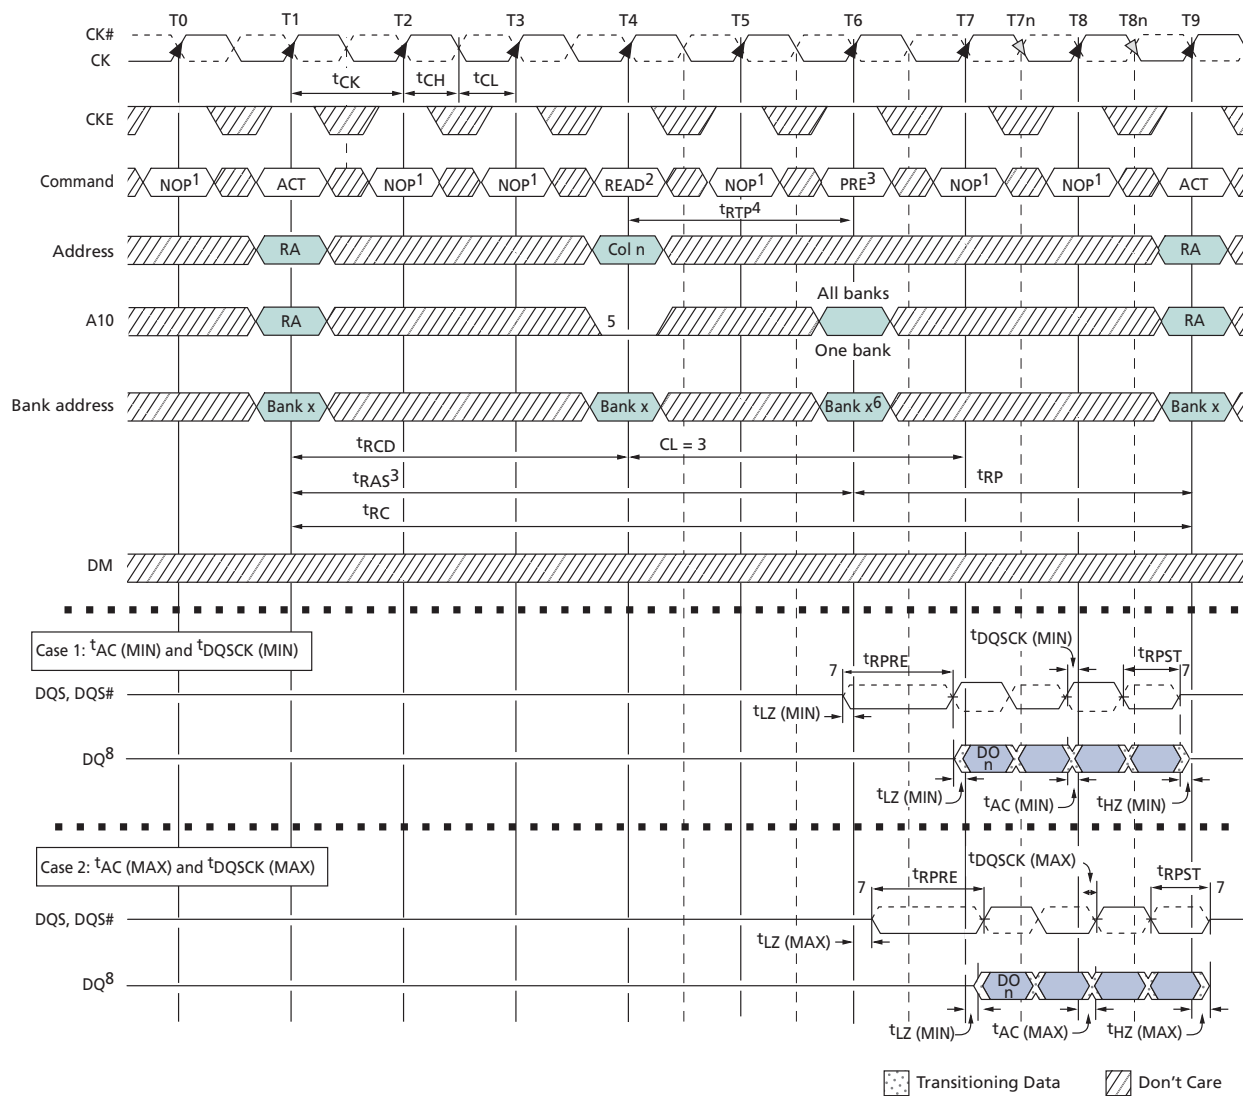 T0 T1 T2 T3 T4 T5 T6 T7 T7n T8 T8n T9
CK#
CK
tCK tCH tCL
CKE
Command NOP1 ACT NOP1 NOP1 READ2 NOP1 PRE3 NOP1 NOP1 ACT
tRTP4
Address RA Col n RA
All banks
A10 RA 5 RA
One bank
Bank address Bank x Bank x Bank x6 Bank x
tRCD CL = 3
tRAS3 tRP
tRC
DM
Case 1: tAC (MIN) and tDQSCK (MIN)
tDQSCK (MIN)
7 tRPRE tRPST 7
DQS, DQS#
tLZ (MIN)
DQ8 DO n
tLZ (MIN) tAC (MIN) tHZ (MIN)
Case 2: tAC (MAX) and tDQSCK (MAX)
tDQSCK (MAX)
7 tRPRE tRPST 7
DQS, DQS#
tLZ (MAX)
DQ8 DO n
tLZ (MIN) tAC (MAX) tHZ (MAX)
Transitioning Data Don't Care